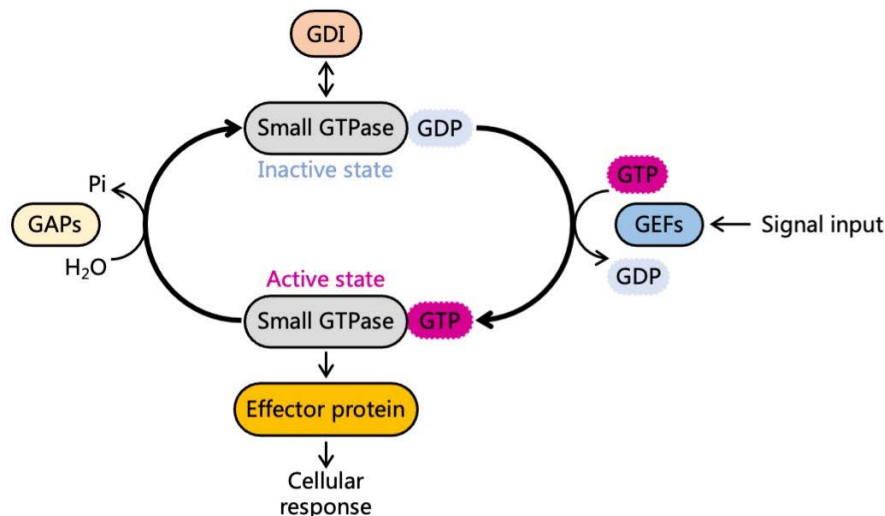 GDI
Small GTPase GDP
Inactive state
Pi
GTP
GAPs
GEFs
Signal input
H₂O
GDP
Active state
Small GTPase GTP
Effector protein
Cellular
response